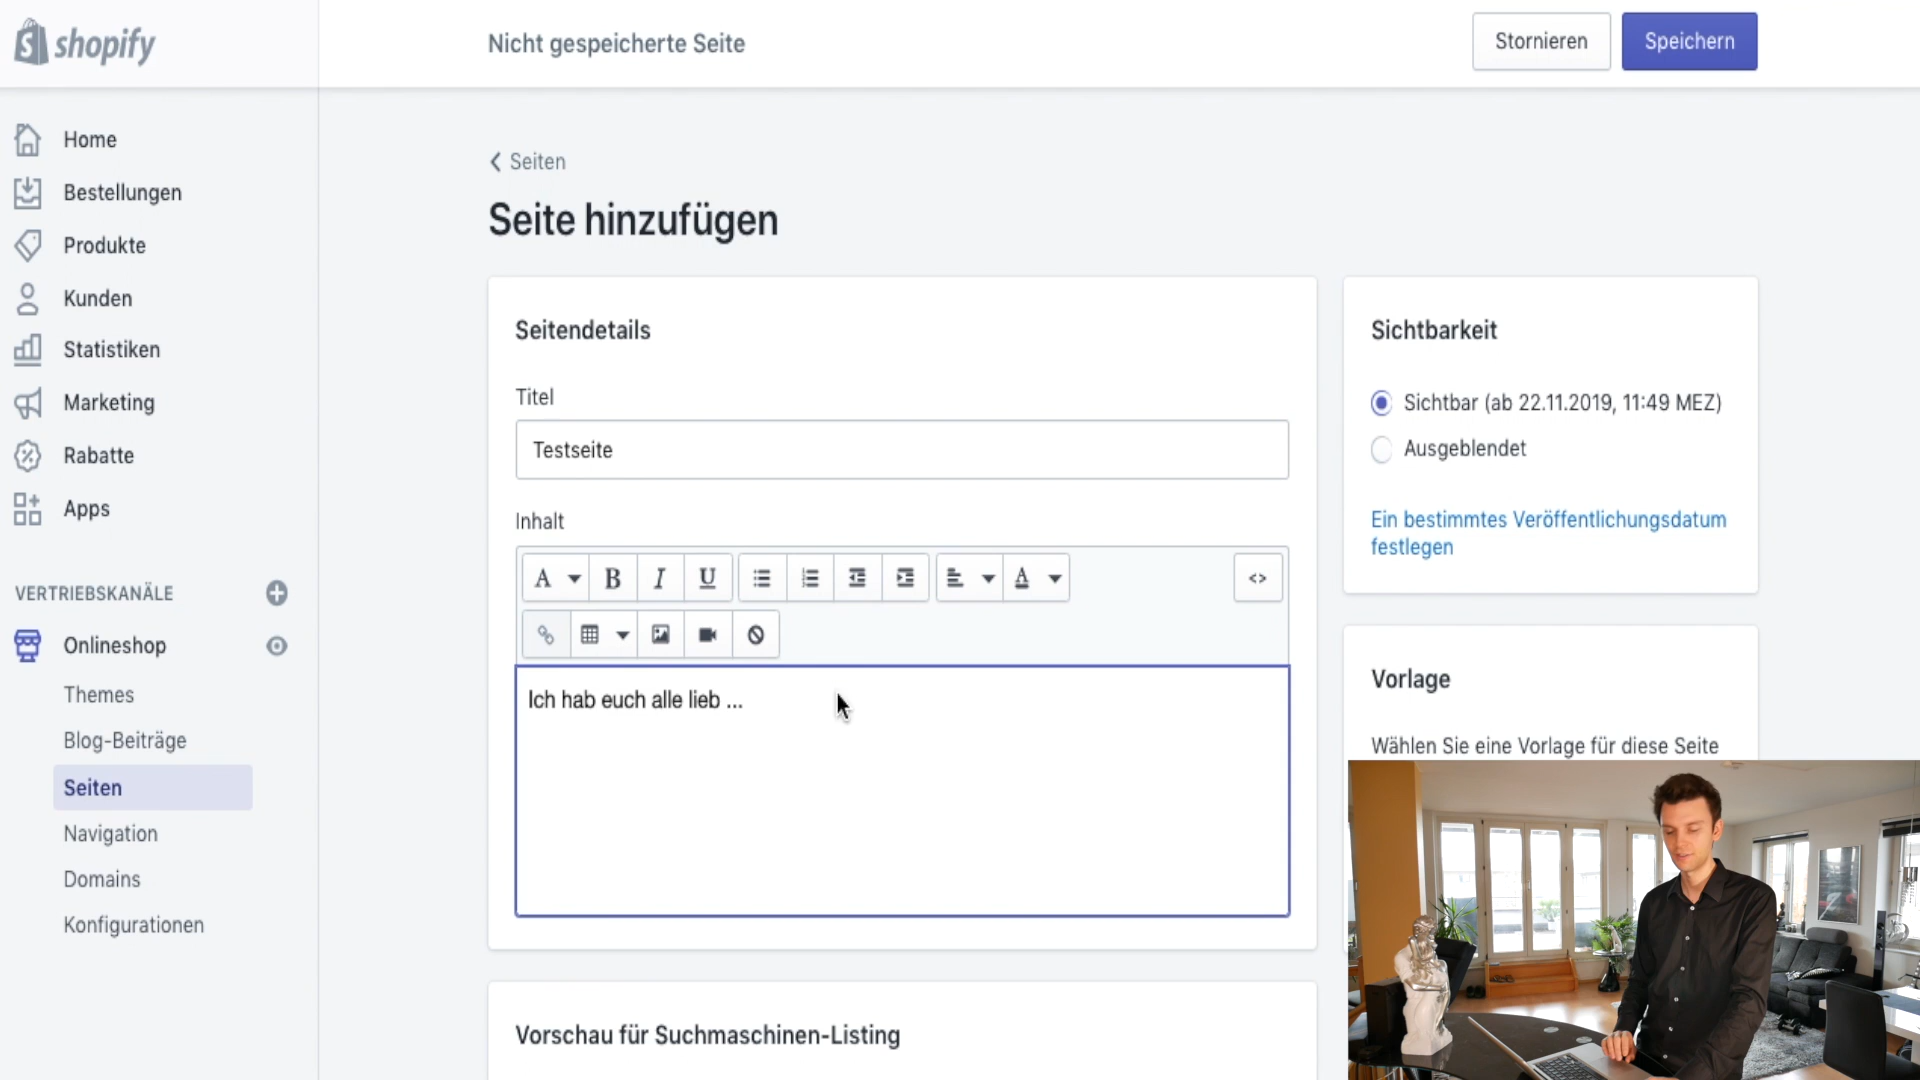 shopify
Nicht gespeicherte Seite
Stornieren
Speichern
Home
Bestellungen
Produkte
Kunden
Statistiken
Marketing
Rabatte
Apps
VERTRIEBSKANÄLE
Onlineshop
Themes
Blog-Beiträge
Seiten
Navigation
Domains
Konfigurationen
Seiten
Seite hinzufügen
Seitendetails
Titel
Testseite
Inhalt
A B I U A <>
Ich hab euch alle lieb ...
Vorschau für Suchmaschinen-Listing
Sichtbarkeit
Sichtbar (ab 22.11.2019, 11:49 MEZ)
Ausgeblendet
Ein bestimmtes Veröffentlichungsdatum
festlegen
Vorlage
Wählen Sie eine Vorlage für diese Seite